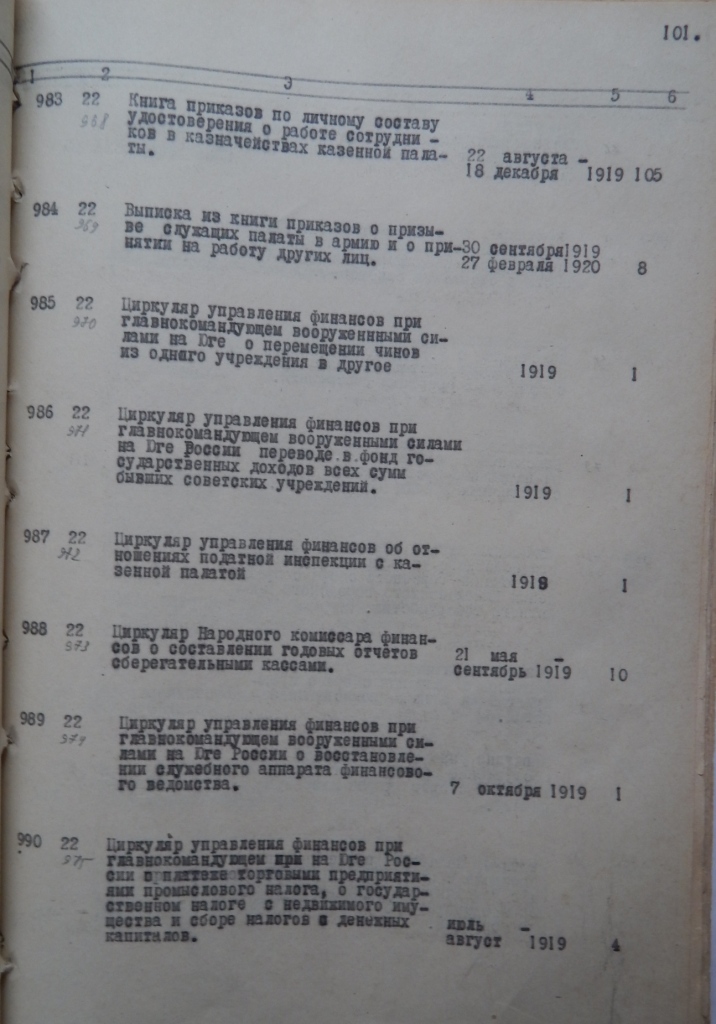 101.
1 2 3 4 5 6
983 22 Книга приказов по личному составу
968 удостоверения о работе сотрудни -
ков в казначействах казенной пала-
ты. 22 августа -
18 декабря 1919 105
984 22 Выписка из книги приказов о призы-
969 ве служащих палаты в армию и о при-30 сентября1919
нятии на работу других лиц. 27 февраля 1920 8
985 22 Циркуляр управления финансов при
970 главнокомандующем вооруженнными си-
лами на Юге о перемещении чинов
из одного учреждения в другое 1919 I
986 22 Циркуляр управления финансов при
971 главнокомандующем вооруженными силами
на Юге России переводе в фонд го-
сударственных доходов всех сумм
бывших советских учреждений. 1919 I
987 22 Циркуляр управления финансов об от-
972 ношениях податной инспекции с ка-
зенной палатой 1919 1
988 22 Циркуляр Народного комиссара финан-
973 сов о составлении годовых отчетов
сберегательными кассами. 21 мая -
сентябрь 1919 10
989 22 Циркуляр управления финансов при
974 главнокомандующем вооруженными си-
лами на Юге России о восстановле-
нии служебного аппарата финансово-
го ведомства. 7 октября 1919 1
990 22 Циркуляр управления финансов при
975 главнокомандующем при на Юге Рос-
сии о платеже торговыми предприяти-
ями промыслового налога, о государ-
ственном налоге с недвижимого иму-
щества и сборе налогов с денежных
капиталов. июль -
август 1919 4